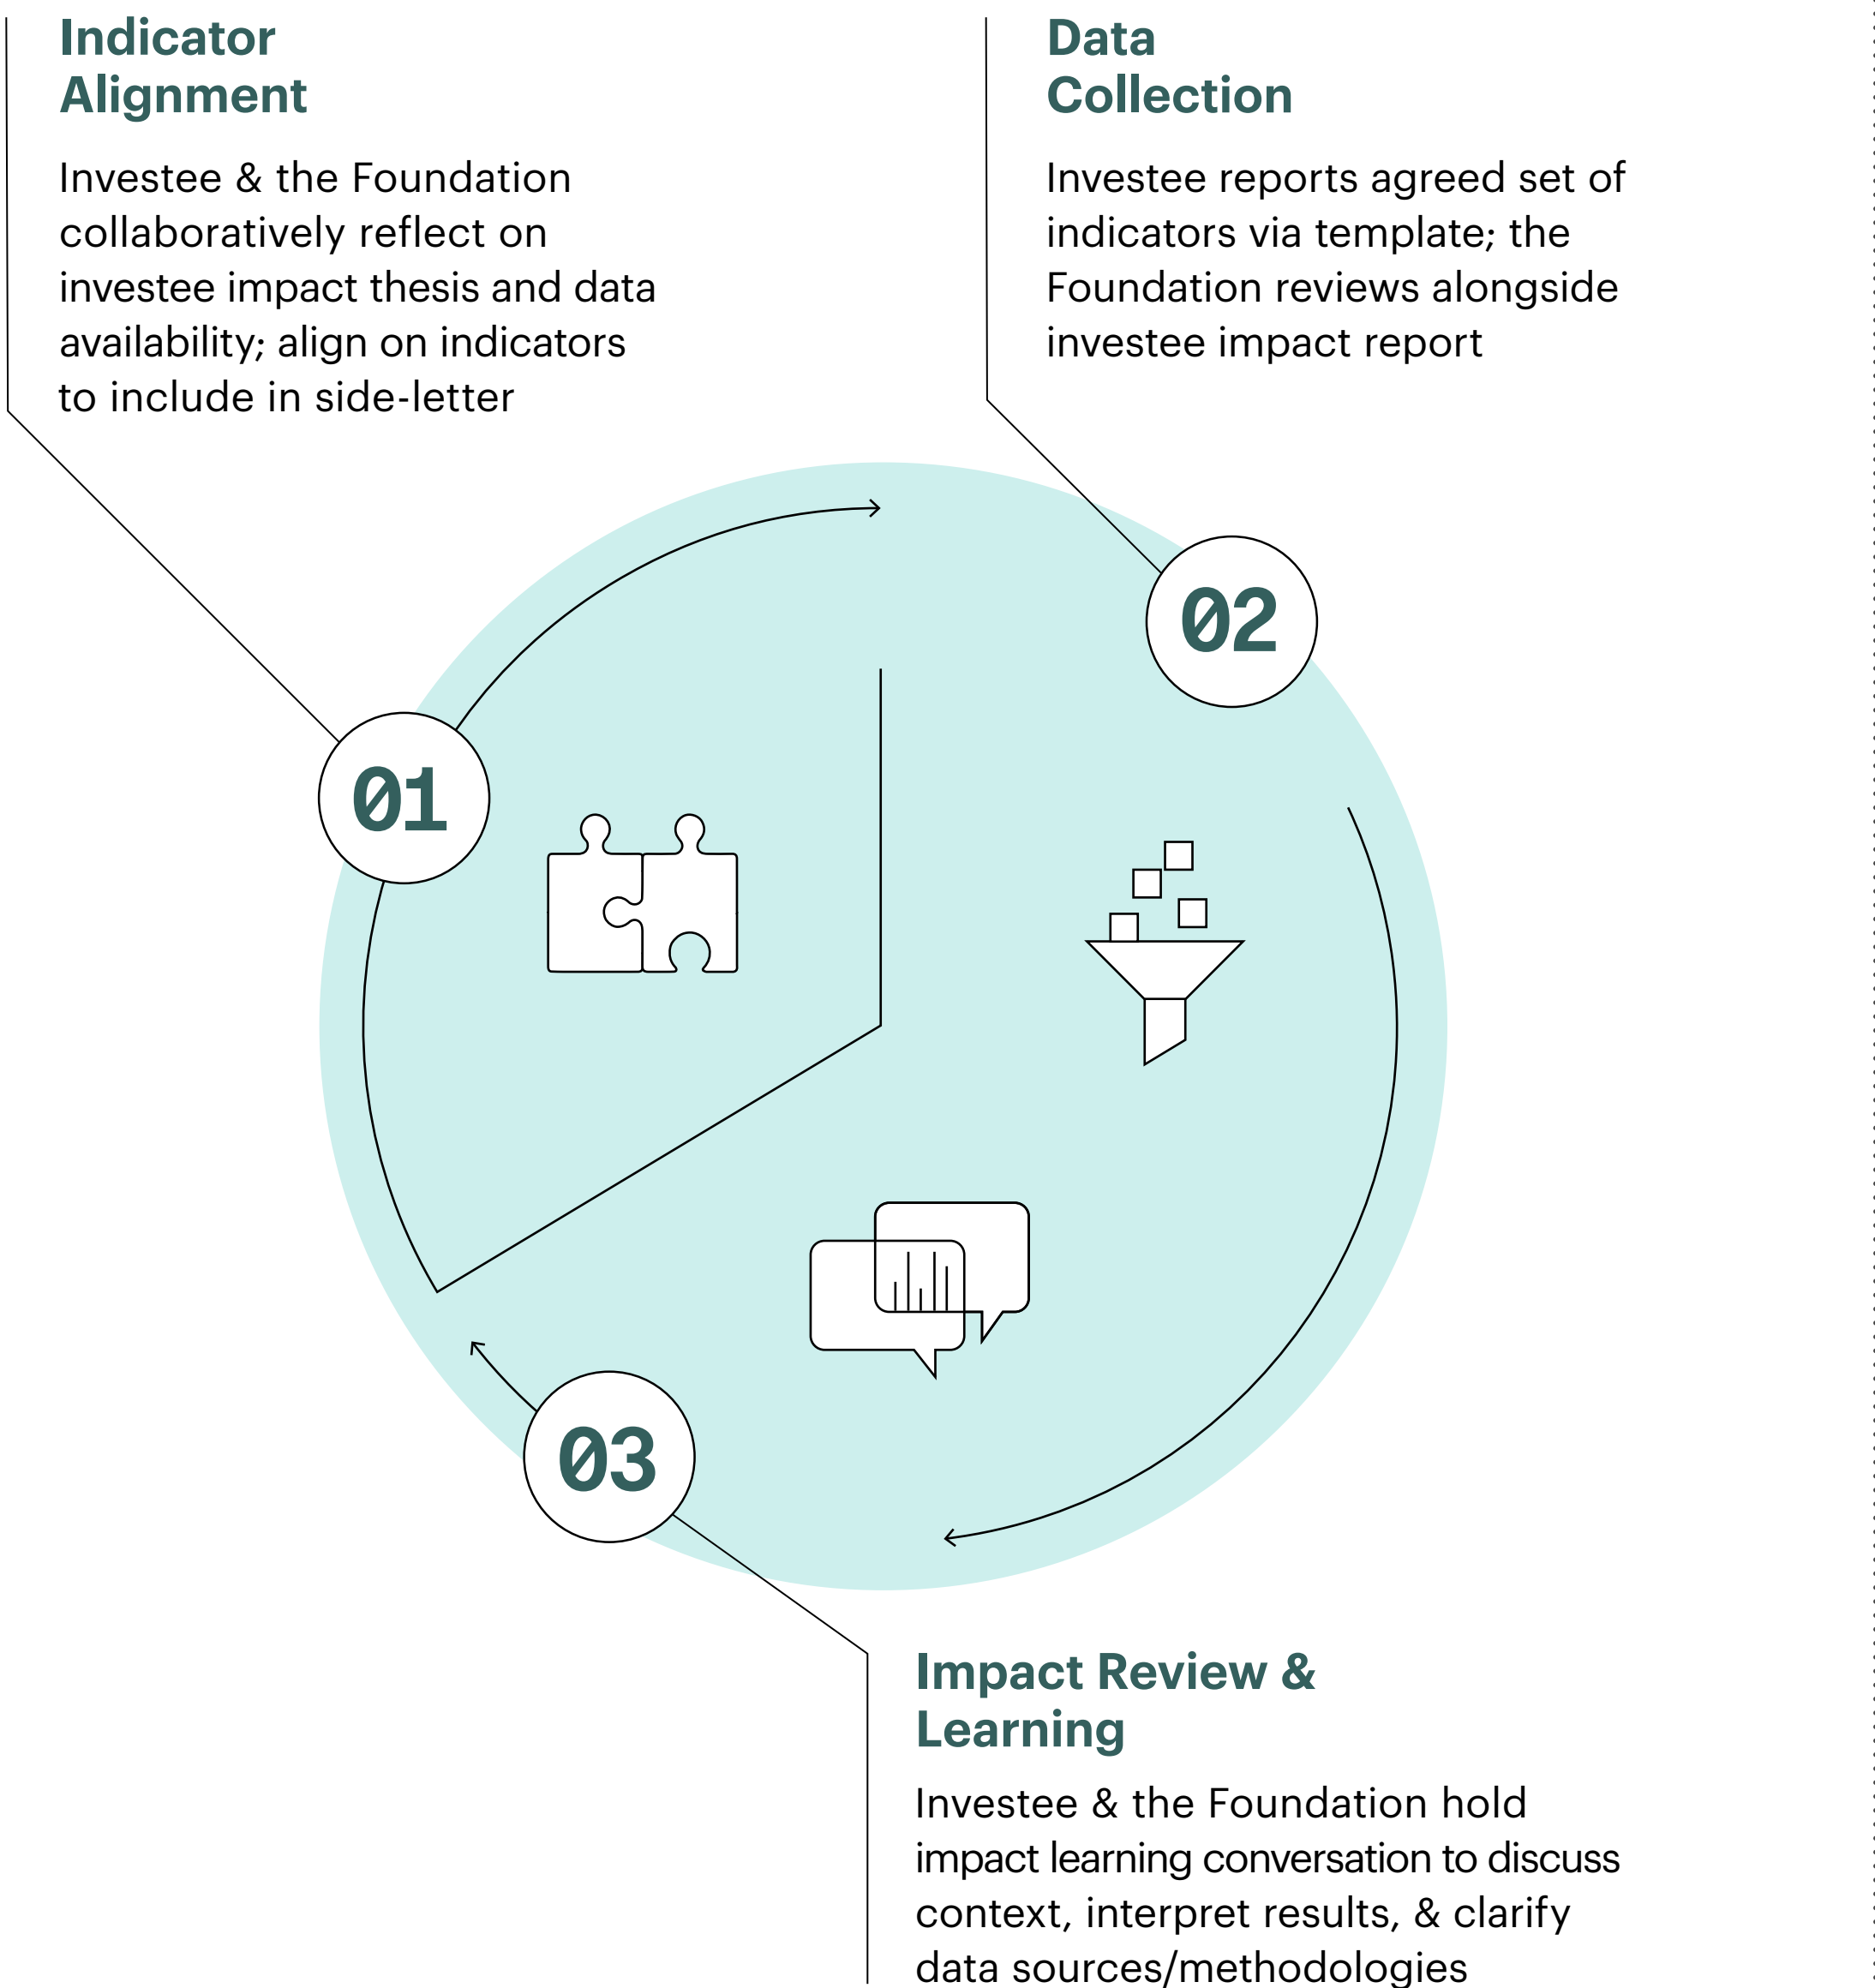 Indicator
Alignment
Investee & the Foundation
collaboratively reflect on
investee impact thesis and data
availability; align on indicators
to include in side-letter
Data
Collection
Investee reports agreed set of
indicators via template; the
Foundation reviews alongside
investee impact report
02
01
03
Impact Review &
Learning
Investee & the Foundation hold
impact learning conversation to discuss
context, interpret results, & clarify
data sources/methodologies